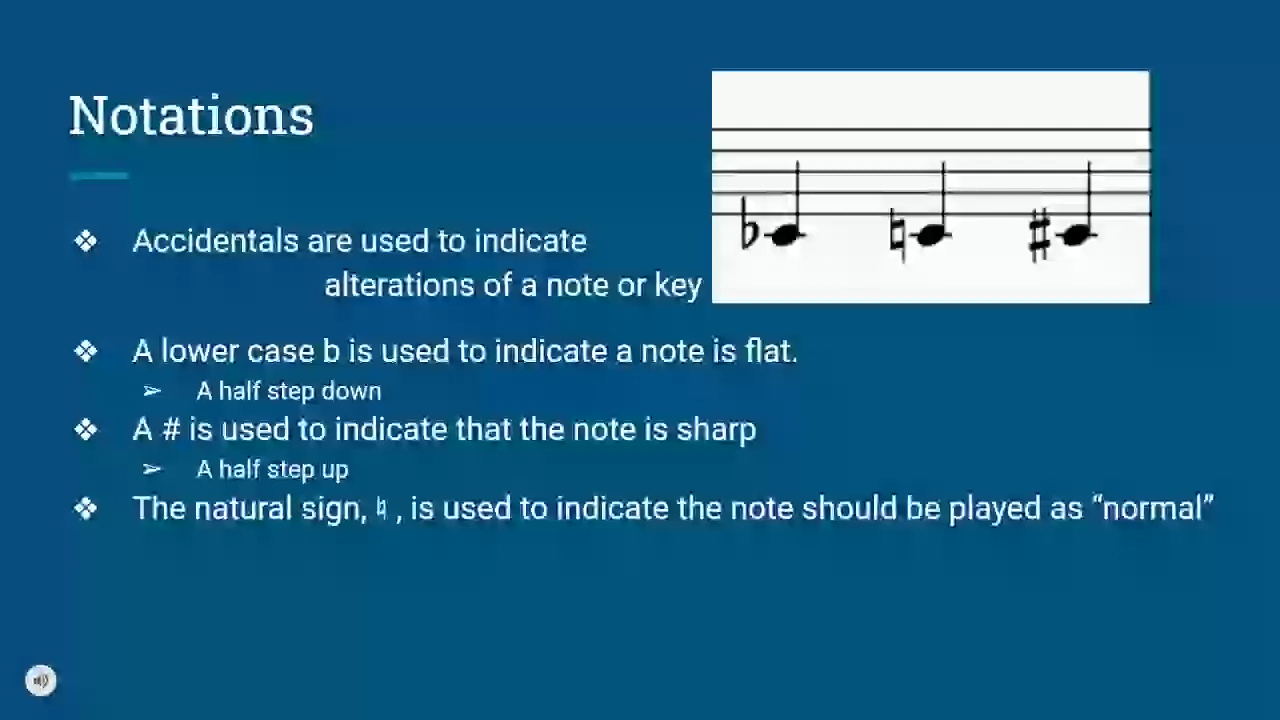 Notations
❖ Accidentals are used to indicate
alterations of a note or key
❖ A lower case b is used to indicate a note is flat.
➢ A half step down
❖ A # is used to indicate that the note is sharp
➢ A half step up
❖ The natural sign, ♮ , is used to indicate the note should be played as “normal”